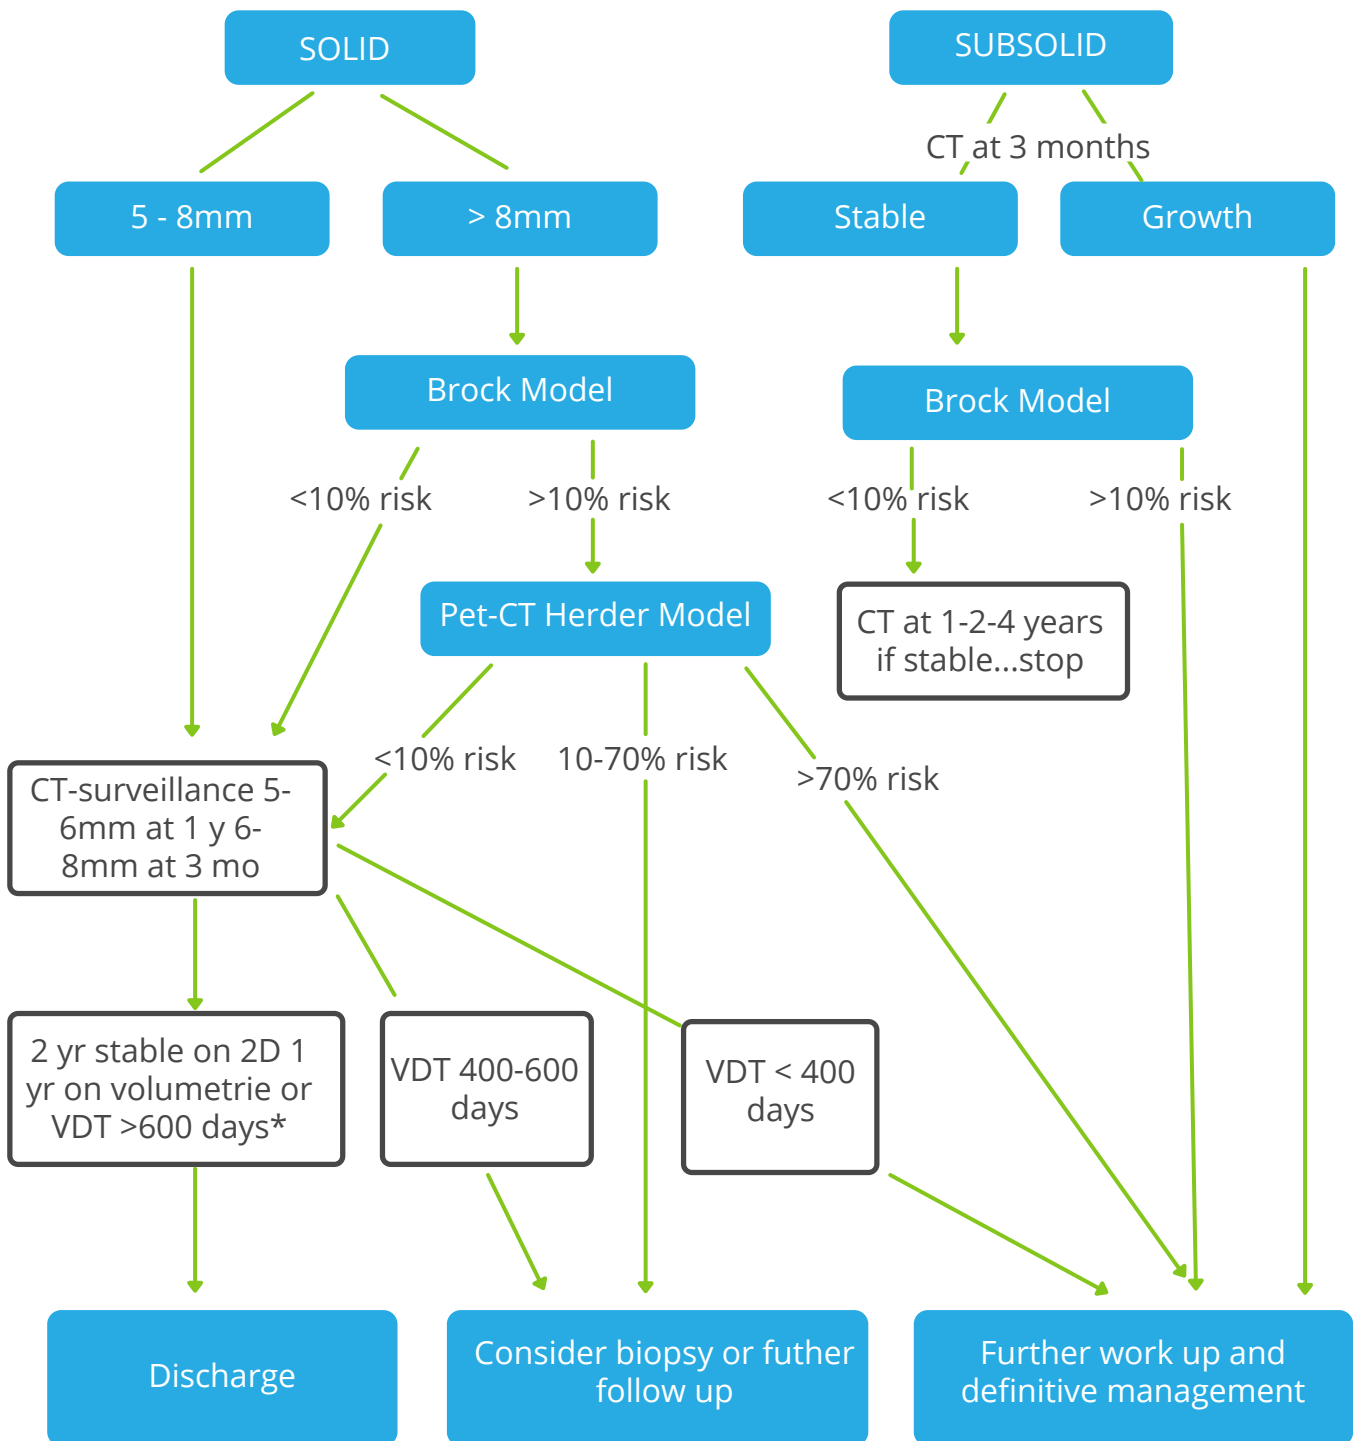 SOLID
SUBSOLID
CT at 3 months
5 - 8mm
> 8mm
Stable
Growth
Brock Model
Brock Model
<10% risk
>10% risk
<10% risk
>10% risk
Pet-CT Herder Model
CT at 1-2-4 years
if stable...stop
<10% risk
10-70% risk
>70% risk
CT-surveillance 5-
6mm at 1 y 6-
8mm at 3 mo
2 yr stable on 2D 1
yr on volumetrie or
VDT >600 days*
VDT 400-600
days
VDT < 400
days
Discharge
Consider biopsy or futher
follow up
Further work up and
definitive management